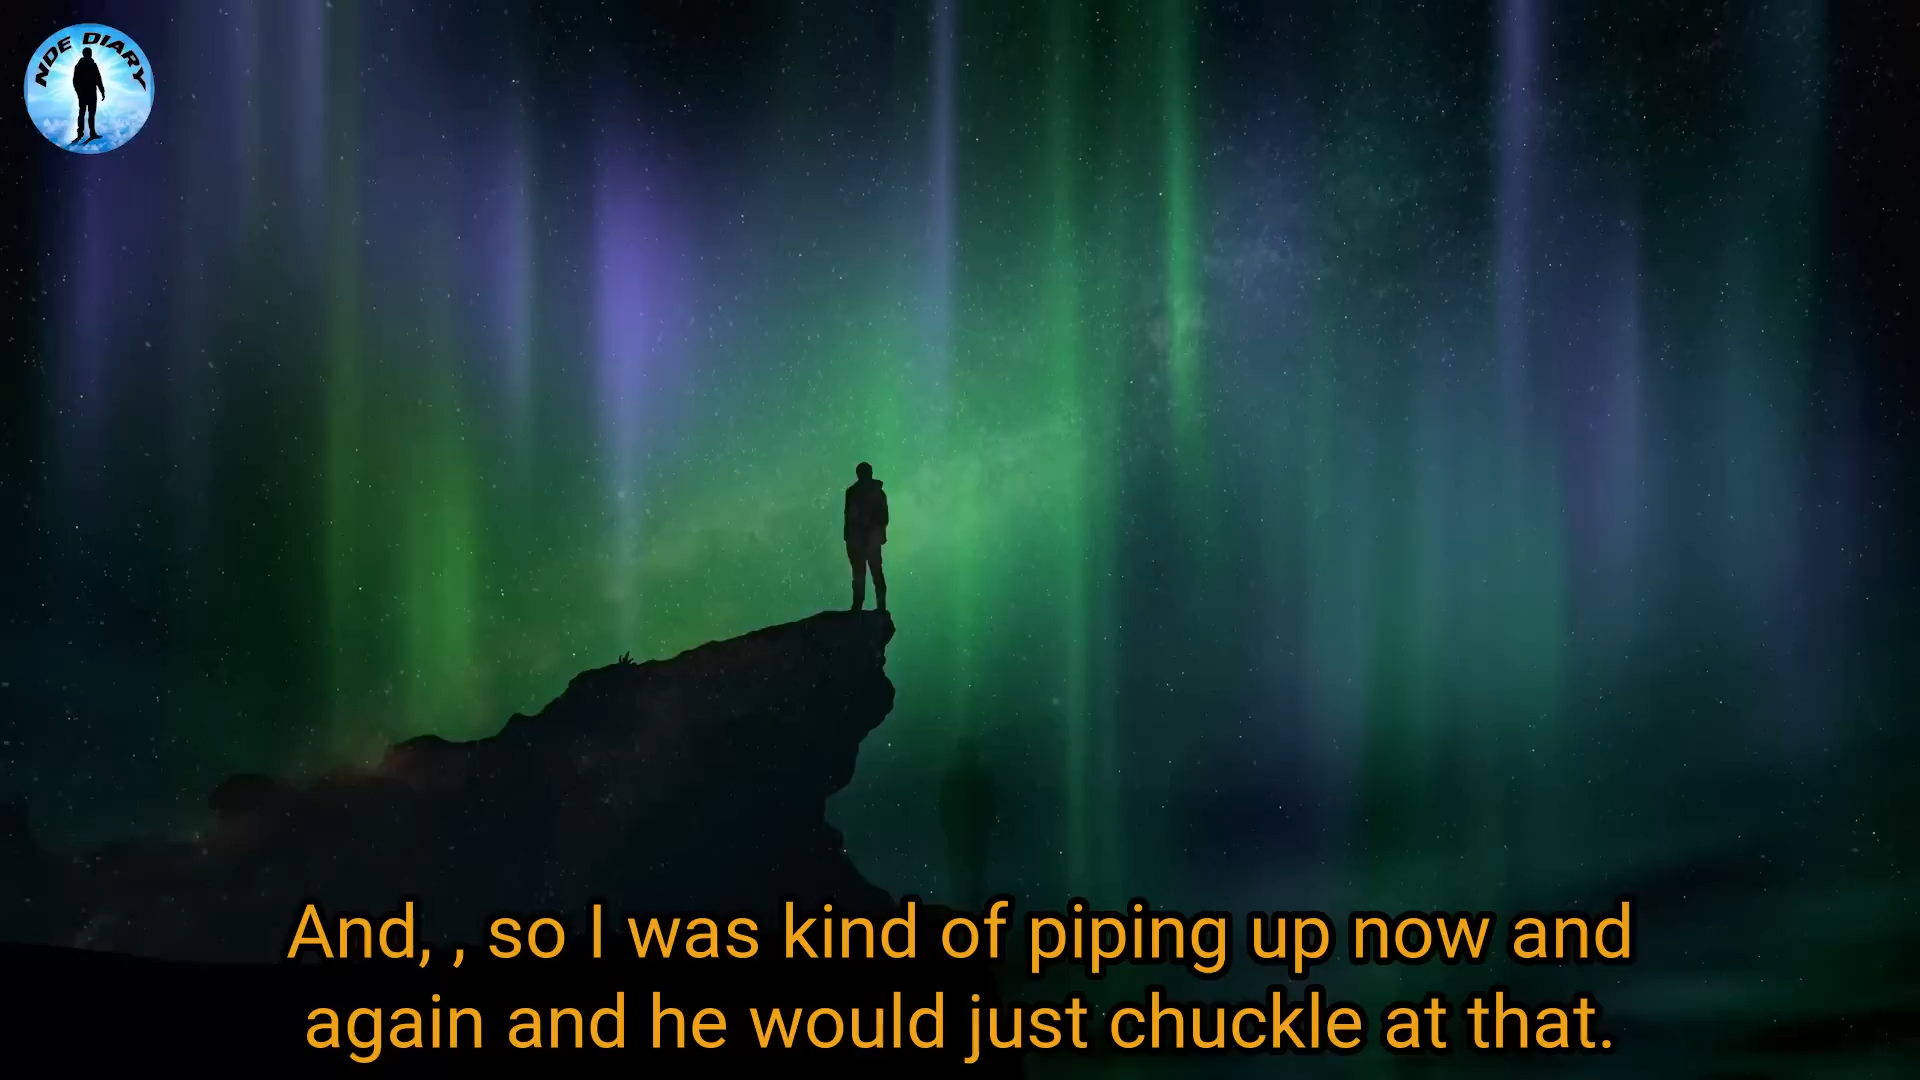 NDE DIARY
And, , so I was kind of piping up now and
again and he would just chuckle at that.